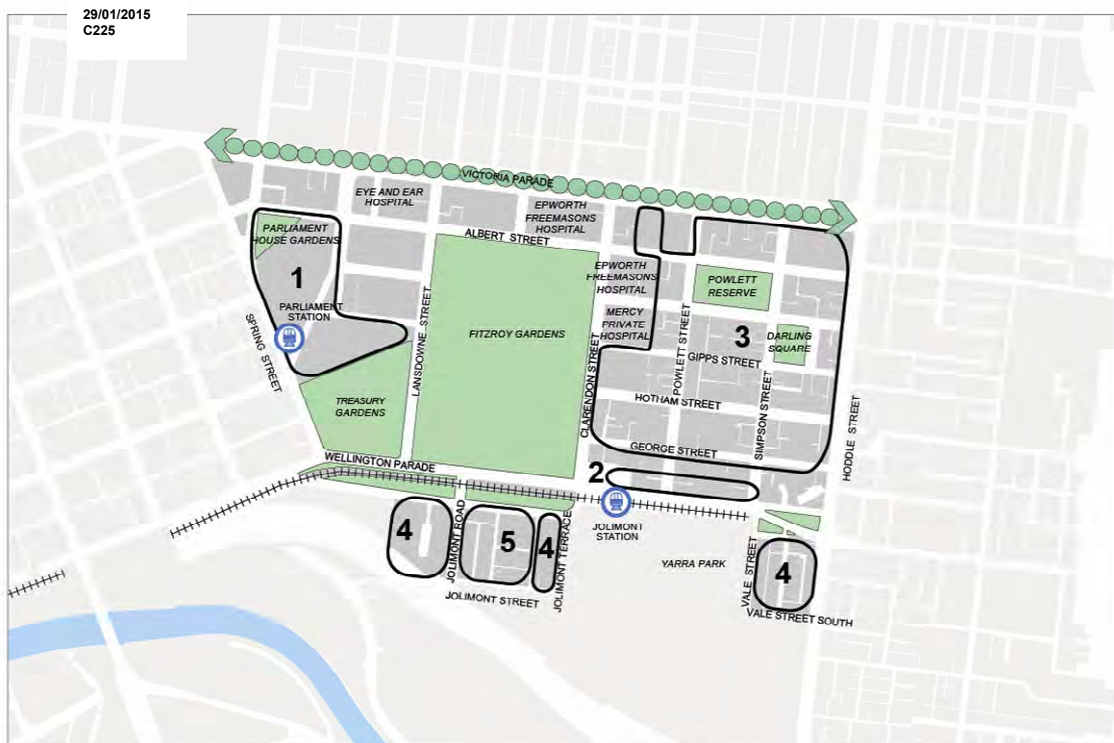 29/01/2015
C225
VICTORIA PARADE
EYE AND EAR
HOSPITAL
EPWORTH
FREEMASONS
HOSPITAL
PARLIAMENT
HOUSE GARDENS
ALBERT STREET
1
PARLIAMENT
STATION
SPRING STREET
LANSDOWNE STREET
FITZROY GARDENS
TREASURY
GARDENS
EPWORTH
FREEMASONS
HOSPITAL
MERCY
PRIVATE
HOSPITAL
CLARENDON STREET
POWLETT STREET
POWLETT
RESERVE
3
DARLING
SQUARE
GIPPS STREET
HOTHAM STREET
SIMPSON STREET
GEORGE STREET
HODDLE STREET
WELLINGTON PARADE
2
JOLIMONT
STATION
4
JOLIMONT ROAD
5
4
JOLIMONT TERRACE
JOLIMONT STREET
YARRA PARK
VALE STREET
4
VALE STREET SOUTH